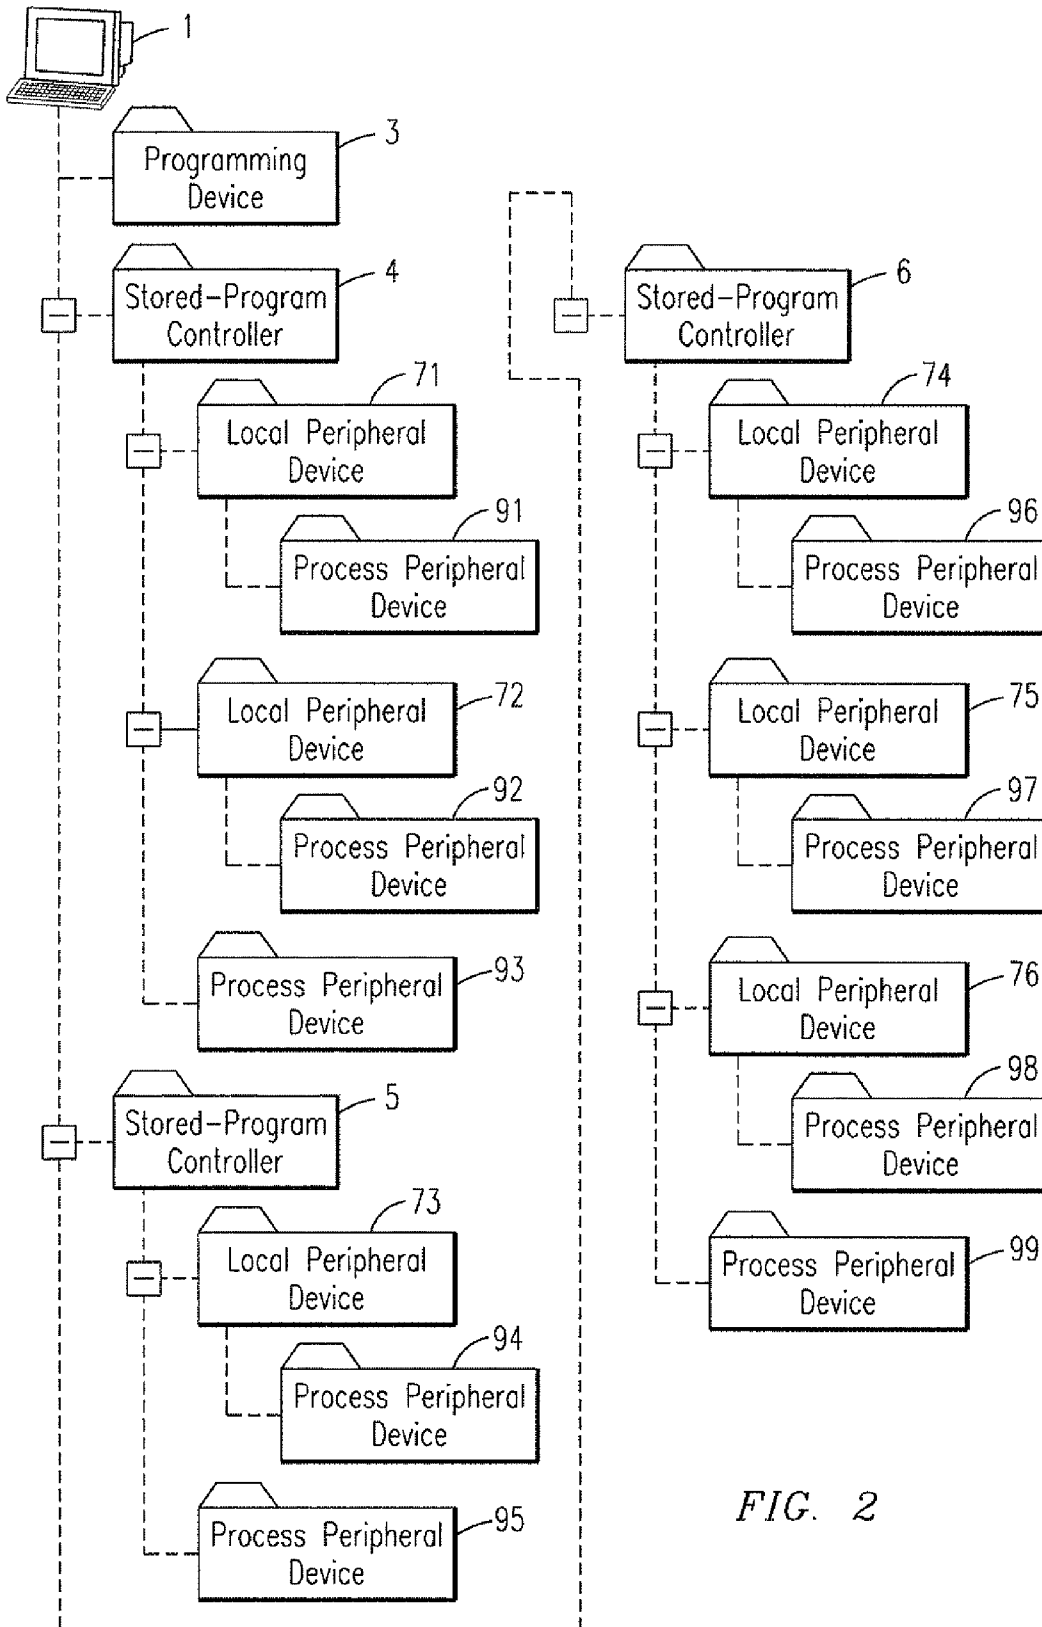 1
3
Programming
Device
4
Stored-Program
Controller
71
Local Peripheral
Device
91
Process Peripheral
Device
72
Local Peripheral
Device
92
Process Peripheral
Device
93
Process Peripheral
Device
5
Stored-Program
Controller
73
Local Peripheral
Device
94
Process Peripheral
Device
95
Process Peripheral
Device
6
Stored-Program
Controller
74
Local Peripheral
Device
96
Process Peripheral
Device
75
Local Peripheral
Device
97
Process Peripheral
Device
76
Local Peripheral
Device
98
Process Peripheral
Device
99
Process Peripheral
Device
FIG. 2